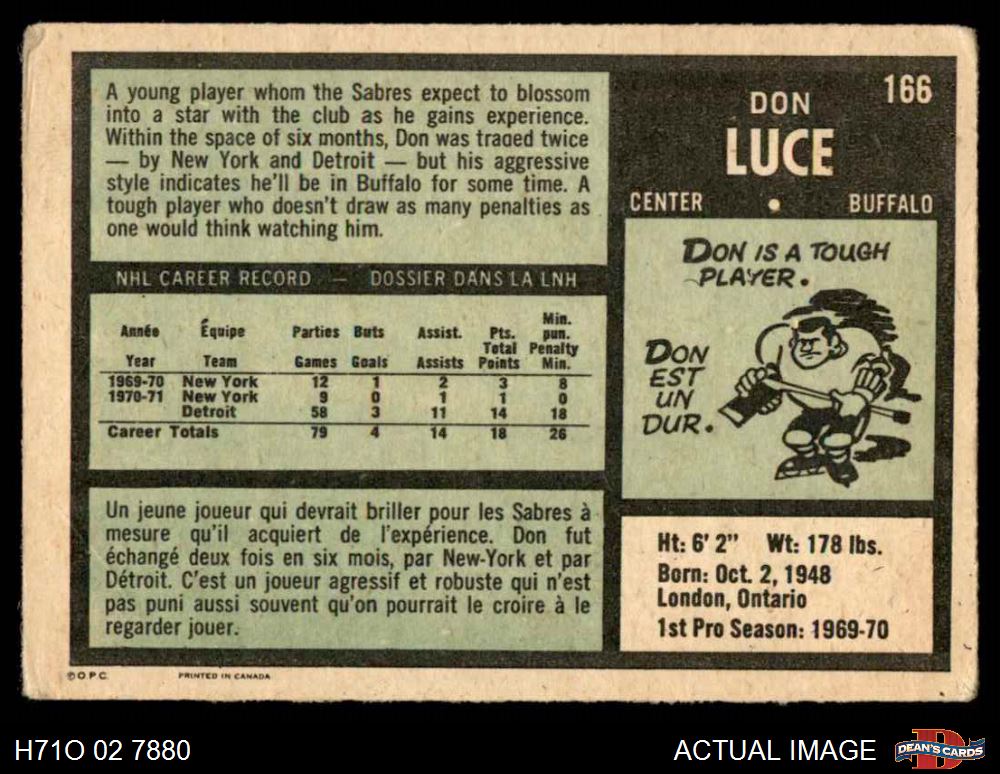 A young player whom the Sabres expect to blossom
into a star with the club as he gains experience.
Within the space of six months, Don was traded twice
— by New York and Detroit — but his aggressive
style indicates he'll be in Buffalo for some time. A
tough player who doesn't draw as many penalties as
one would think watching him.
166
DON
LUCE
CENTER • BUFFALO
NHL CAREER RECORD — DOSSIER DANS LA LNH
Année Équipe Parties Buts Assist. Pts. Total Min. pun.
Year Team Games Goals Assists Points Penalty Min.
1969-70 New York 12 1 2 3 8
1970-71 New York 9 0 1 1 0
Detroit 58 3 11 14 18
Career Totals 79 4 14 18 26
DON IS A TOUGH
PLAYER.
DON
EST
UN
DUR.
Un jeune joueur qui devrait briller pour les Sabres à
mesure qu'il acquiert de l'expérience. Don fut
échangé deux fois en six mois, par New-York et par
Détroit. C'est un joueur agressif et robuste qui n'est
pas puni aussi souvent qu'on pourrait le croire à le
regarder jouer.
Ht: 6' 2" Wt: 178 lbs.
Born: Oct. 2, 1948
London, Ontario
1st Pro Season: 1969-70
© O.P.C. PRINTED IN CANADA
H71O 02 7880
ACTUAL IMAGE
DEAN'S CARDS